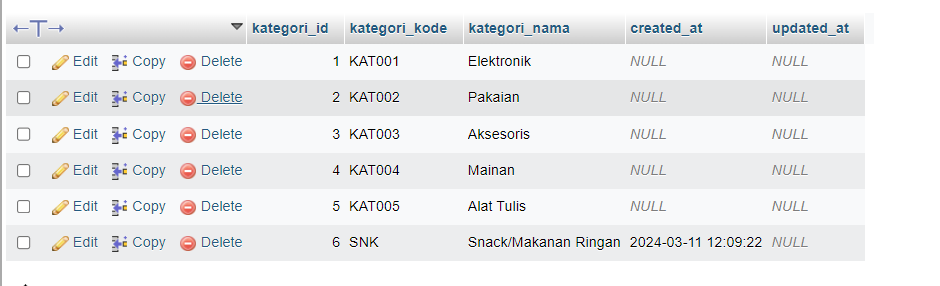 ←T→ kategori_id kategori_kode kategori_nama created_at updated_at
Edit Copy Delete 1 KAT001 Elektronik NULL NULL
Edit Copy Delete 2 KAT002 Pakaian NULL NULL
Edit Copy Delete 3 KAT003 Aksesoris NULL NULL
Edit Copy Delete 4 KAT004 Mainan NULL NULL
Edit Copy Delete 5 KAT005 Alat Tulis NULL NULL
Edit Copy Delete 6 SNK Snack/Makanan Ringan 2024-03-11 12:09:22 NULL